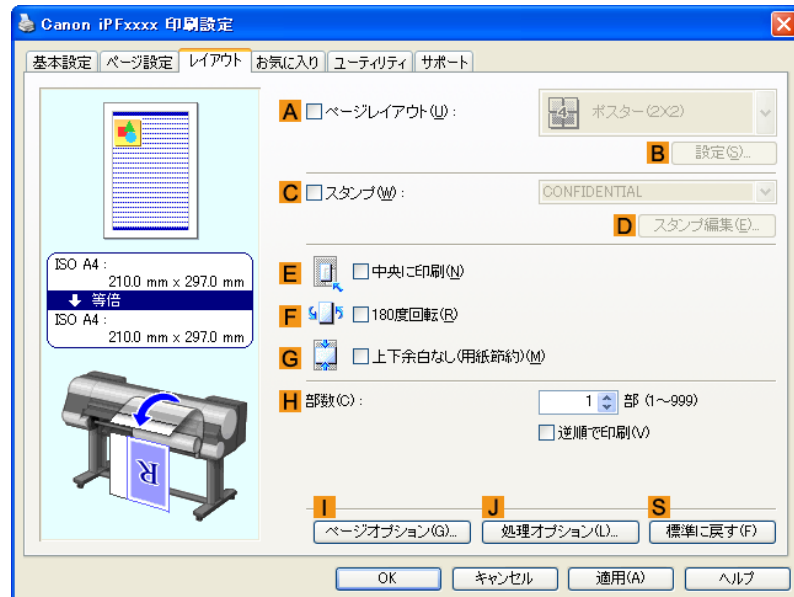 Canon iPFxxxx 印刷設定
基本設定 ページ設定 レイアウト お気に入り ユーティリティ サポート
A ページレイアウト(U) : 4 ポスター(2X2)
B 設定(S)...
C スタンプ(W) : CONFIDENTIAL
D スタンプ編集(E)...
ISO A4 :
210.0 mm x 297.0 mm
等倍
ISO A4 :
210.0 mm x 297.0 mm
E 中央に印刷(N)
F 180度回転(R)
G 上下余白なし(用紙節約)(M)
H 部数(C) : 1 部 (1～999)
逆順で印刷(V)
R
I J S
ページオプション(G)... 処理オプション(L)... 標準に戻す(F)
OK キャンセル 適用(A) ヘルプ